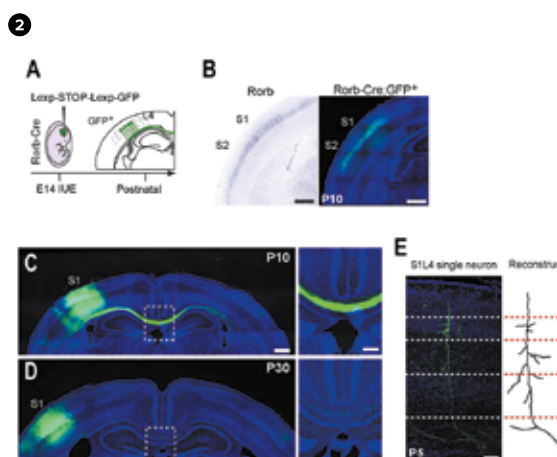 2
A
Loxp-STOP-Loxp-GFP
Rorb-Cre
GFP+
L4
E14 IUE
Postnatal
B
Rorb
Rorb-Cre;GFP+
S1
S2
S1
S2
P10
C
S1
P10
D
S1
P30
E
S1L4 single neuron
Reconstruc
P5